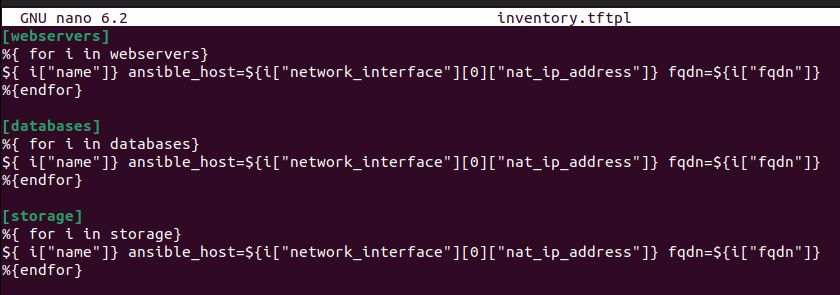 GNU nano 6.2 inventory.tftpl
[webservers]
%{ for i in webservers}
${ i["name"]} ansible_host=${i["network_interface"][0]["nat_ip_address"]} fqdn=${i["fqdn"]}
%{endfor}
[databases]
%{ for i in databases}
${ i["name"]} ansible_host=${i["network_interface"][0]["nat_ip_address"]} fqdn=${i["fqdn"]}
%{endfor}
[storage]
%{ for i in storage}
${ i["name"]} ansible_host=${i["network_interface"][0]["nat_ip_address"]} fqdn=${i["fqdn"]}
%{endfor}